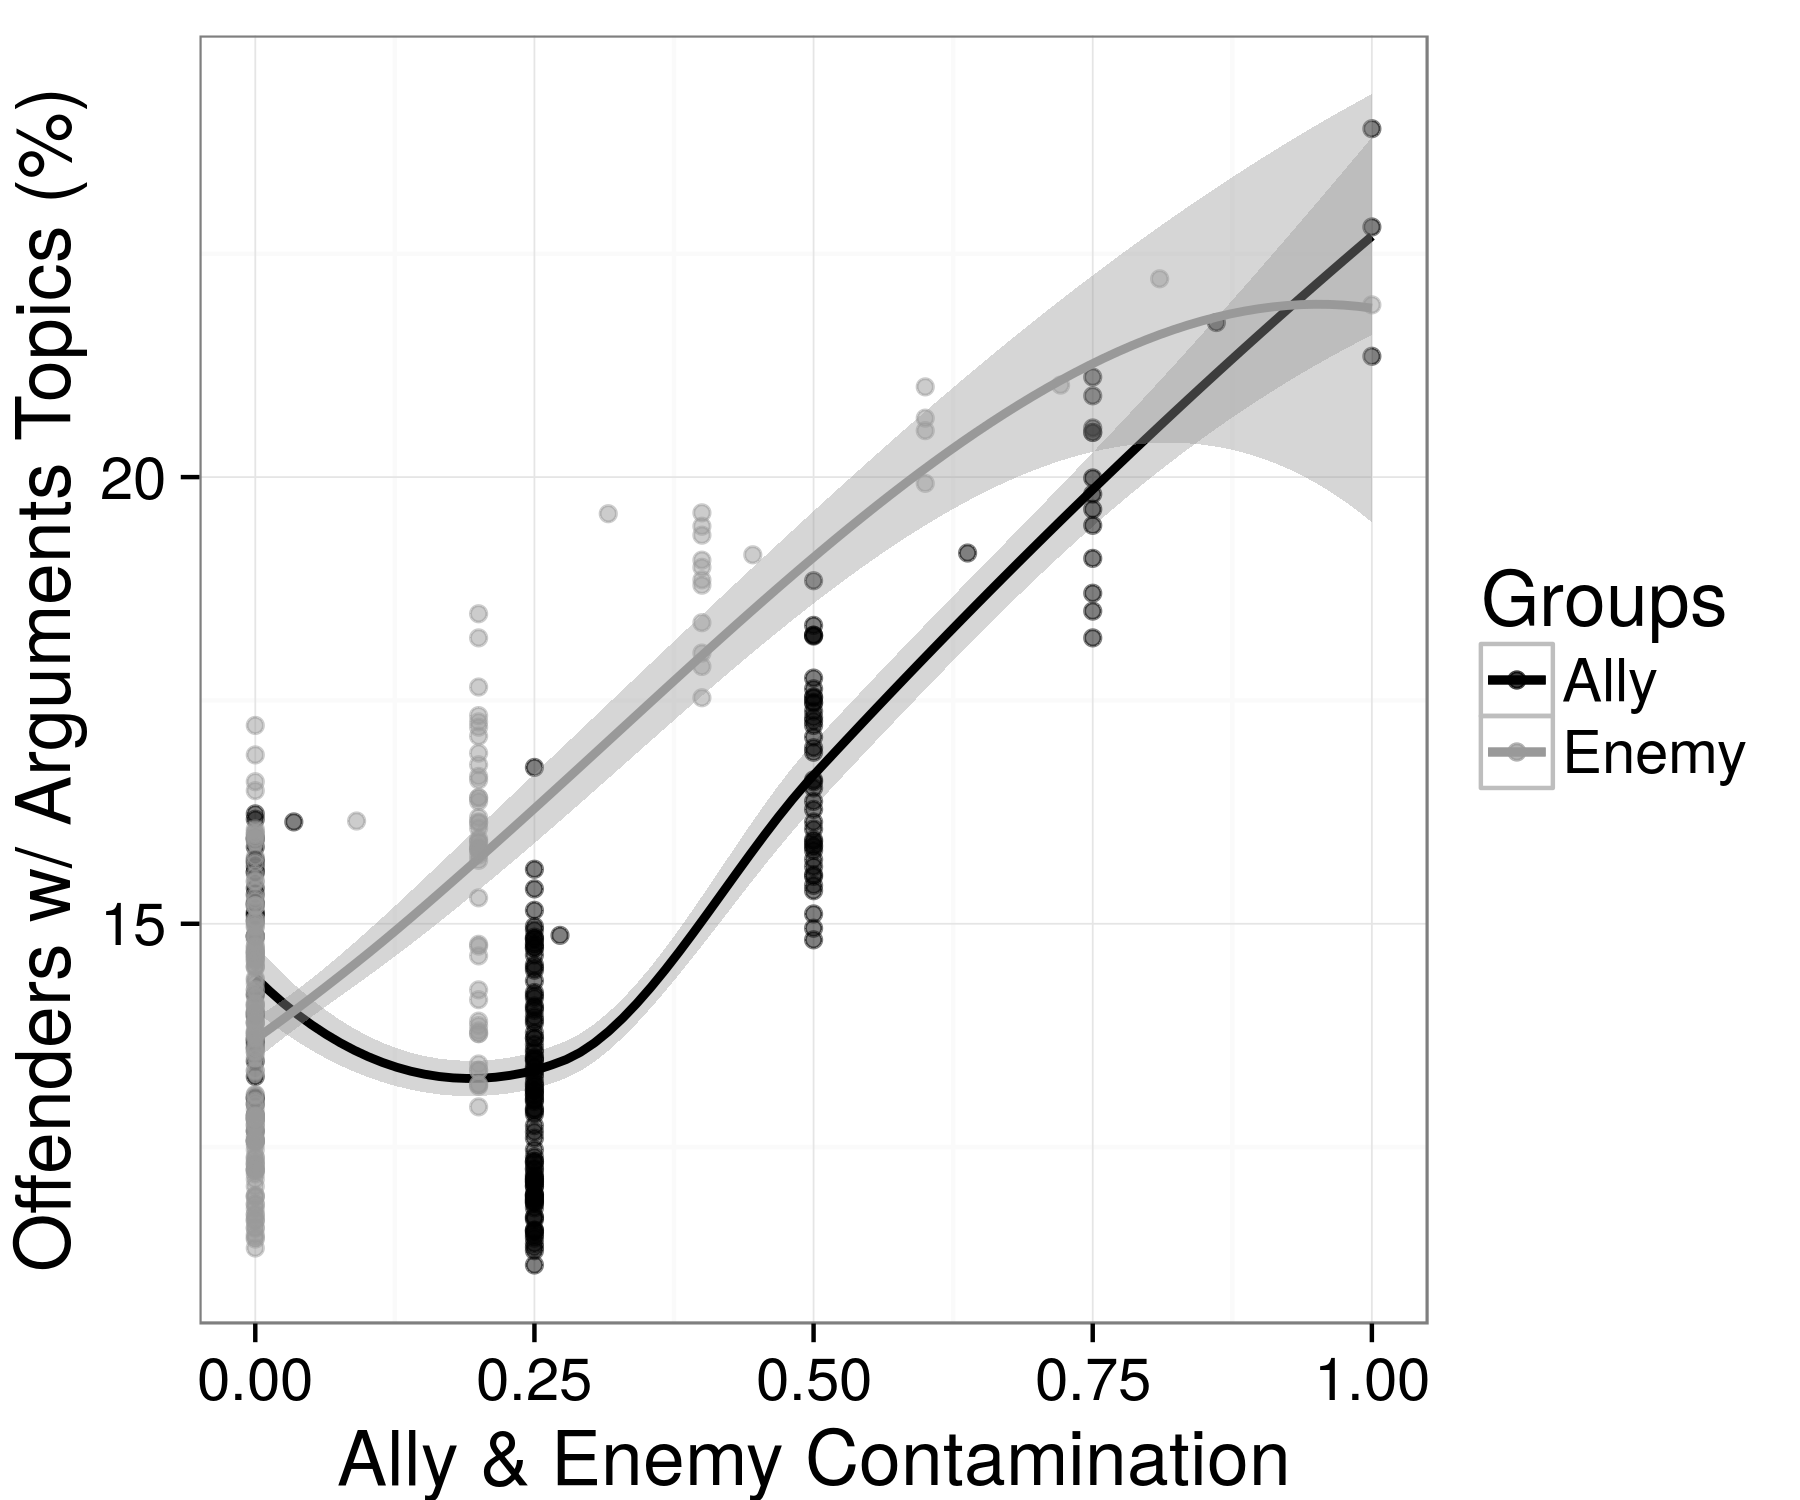 Offenders w/ Arguments Topics (%)
20
15
0.00 0.25 0.50 0.75 1.00
Ally & Enemy Contamination
Groups
Ally
Enemy